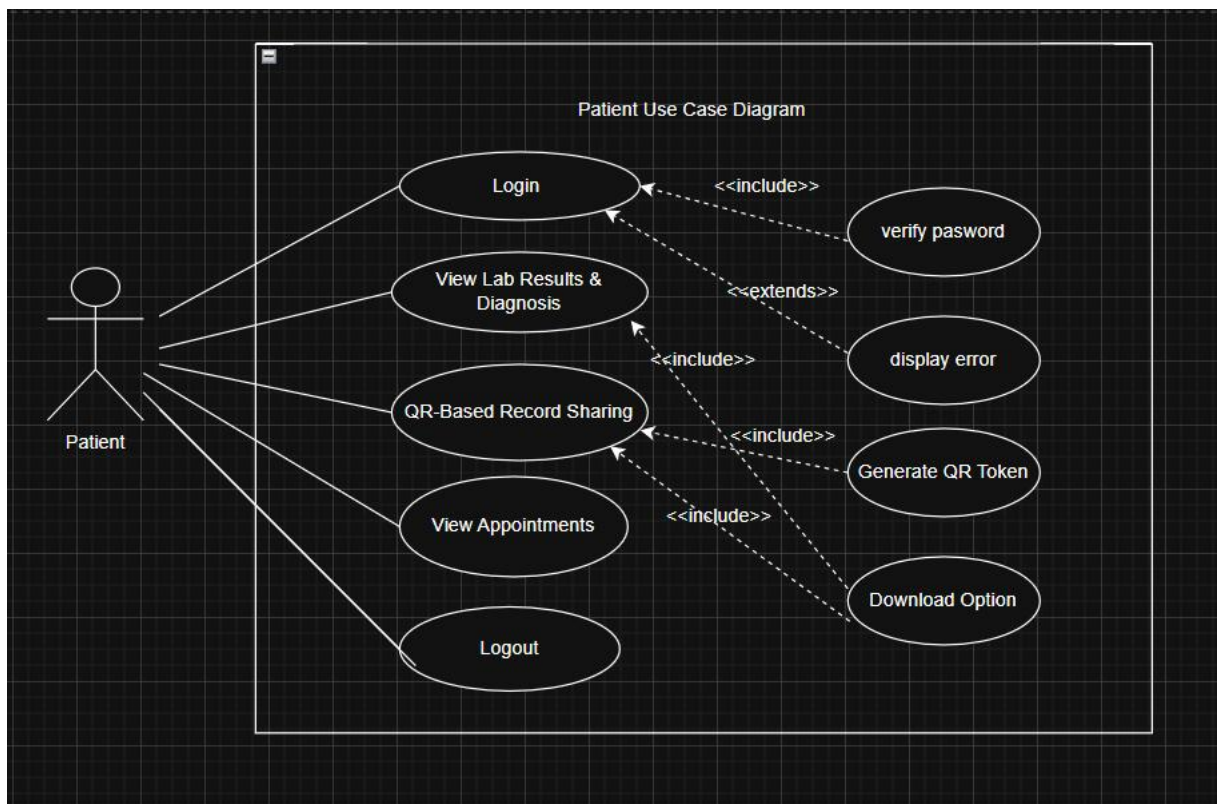 Patient Use Case Diagram
Login
<<include>>
verify pasword
View Lab Results &
Diagnosis
<<extends>>
<<include>>
display error
QR-Based Record Sharing
<<include>>
Patient
Generate QR Token
View Appointments
<<include>>
Download Option
Logout